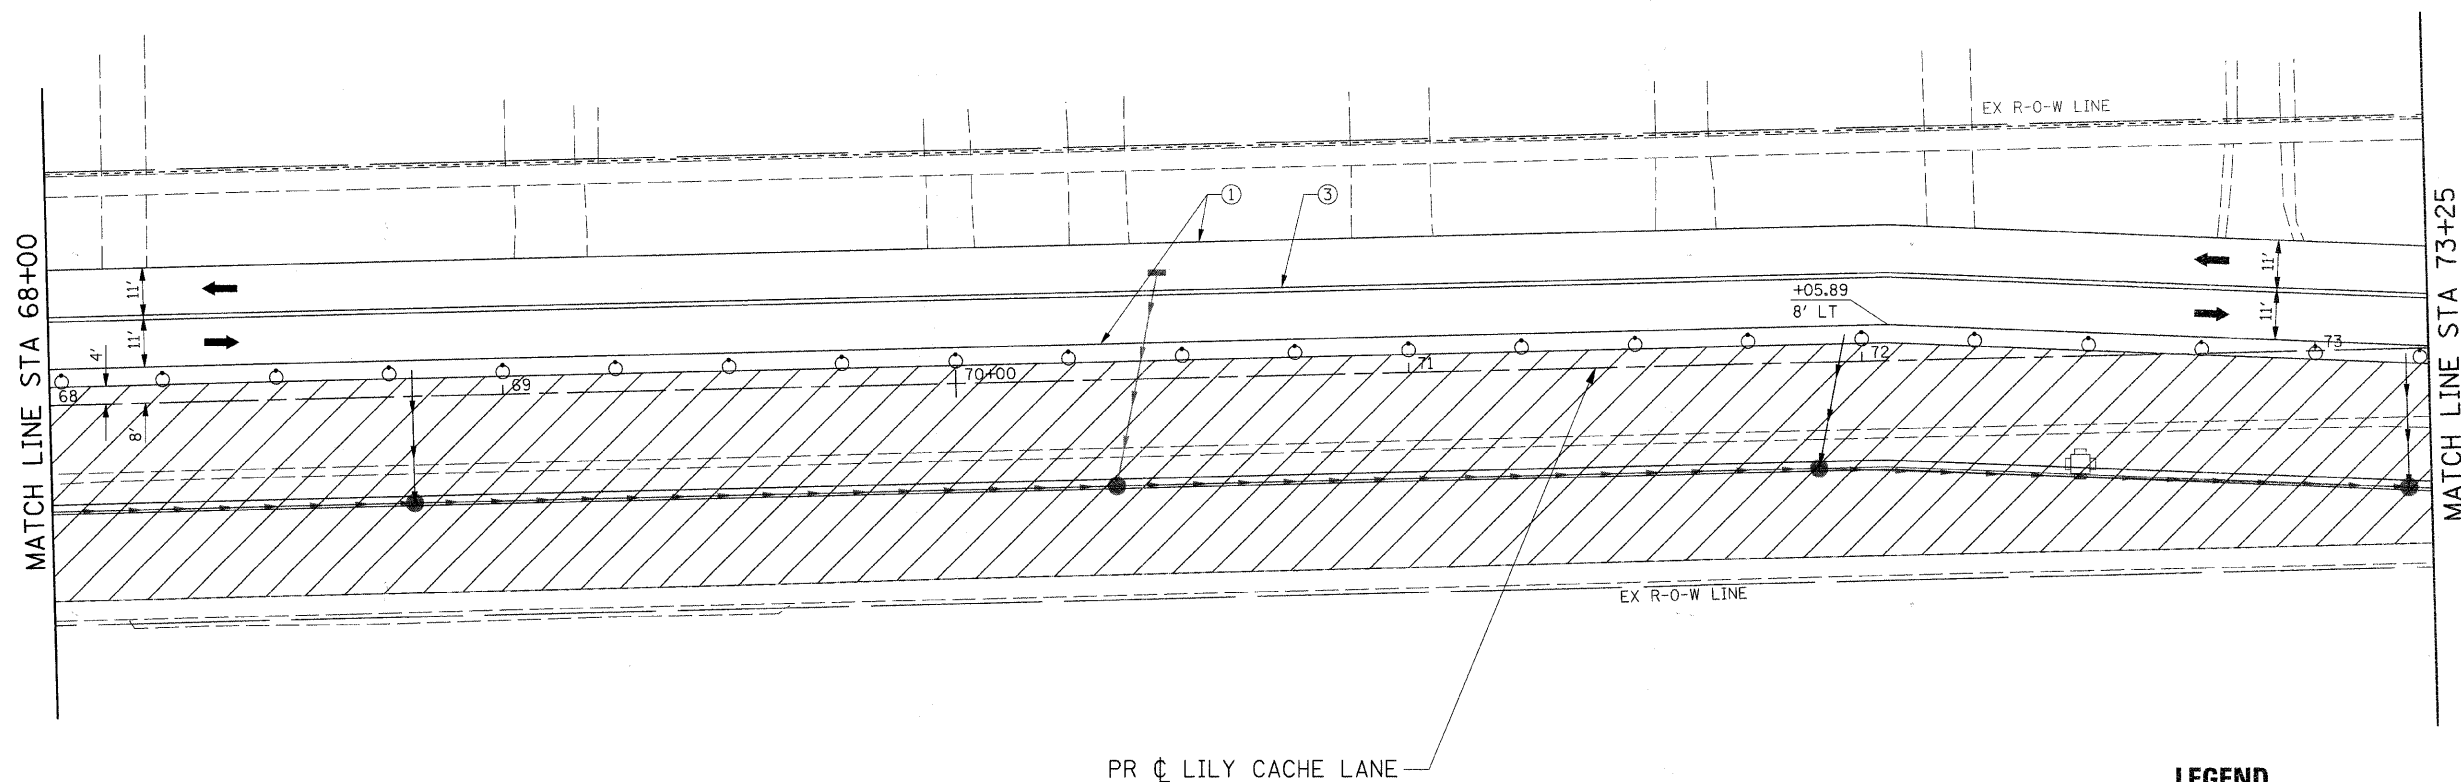 EX R-O-W LINE
1
3
MATCH LINE STA 68+00
MATCH LINE STA 73+25
11'
11'
11'
11'
+05.89
8' LT
4'
8'
68
69
70+00
71
72
73
EX R-O-W LINE
PR ℄ LILY CACHE LANE
LEGEND